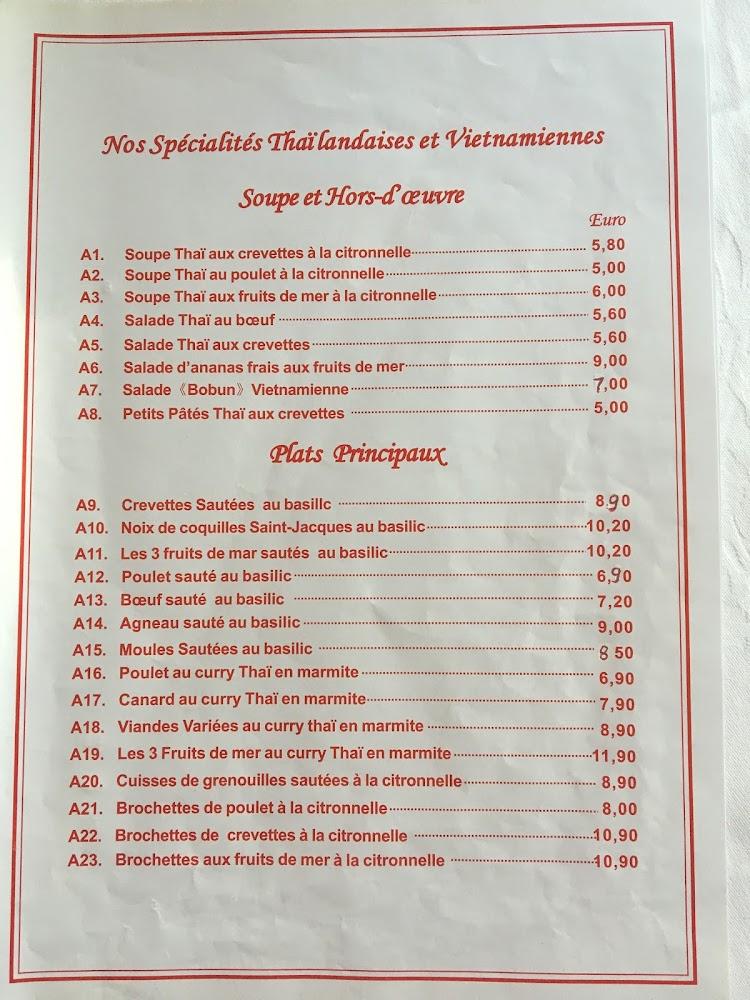 Nos Spécialités Thaïlandaises et Vietnamiennes
Soupe et Hors-d'œuvre
Euro
A1. Soupe Thaï aux crevettes à la citronnelle 5,80
A2. Soupe Thaï au poulet à la citronnelle 5,00
A3. Soupe Thaï aux fruits de mer à la citronnelle 6,00
A4. Salade Thaï au bœuf 5,60
A5. Salade Thaï aux crevettes 5,60
A6. Salade d'ananas frais aux fruits de mer 9,00
A7. Salade《Bobun》Vietnamienne 7,00
A8. Petits Pâtés Thaï aux crevettes 5,00
Plats Principaux
A9. Crevettes Sautées au basilic 8,90
A10. Noix de coquilles Saint-Jacques au basilic 10,20
A11. Les 3 fruits de mar sautés au basilic 10,20
A12. Poulet sauté au basilic 6,90
A13. Bœuf sauté au basilic 7,20
A14. Agneau sauté au basilic 9,00
A15. Moules Sautées au basilic 8 50
A16. Poulet au curry Thaï en marmite 6,90
A17. Canard au curry Thaï en marmite 7,90
A18. Viandes Variées au curry thaï en marmite 8,90
A19. Les 3 Fruits de mer au curry Thaï en marmite 11,90
A20. Cuisses de grenouilles sautées à la citronnelle 8,90
A21. Brochettes de poulet à la citronnelle 8,00
A22. Brochettes de crevettes à la citronnelle 10,90
A23. Brochettes aux fruits de mer à la citronnelle 10,90